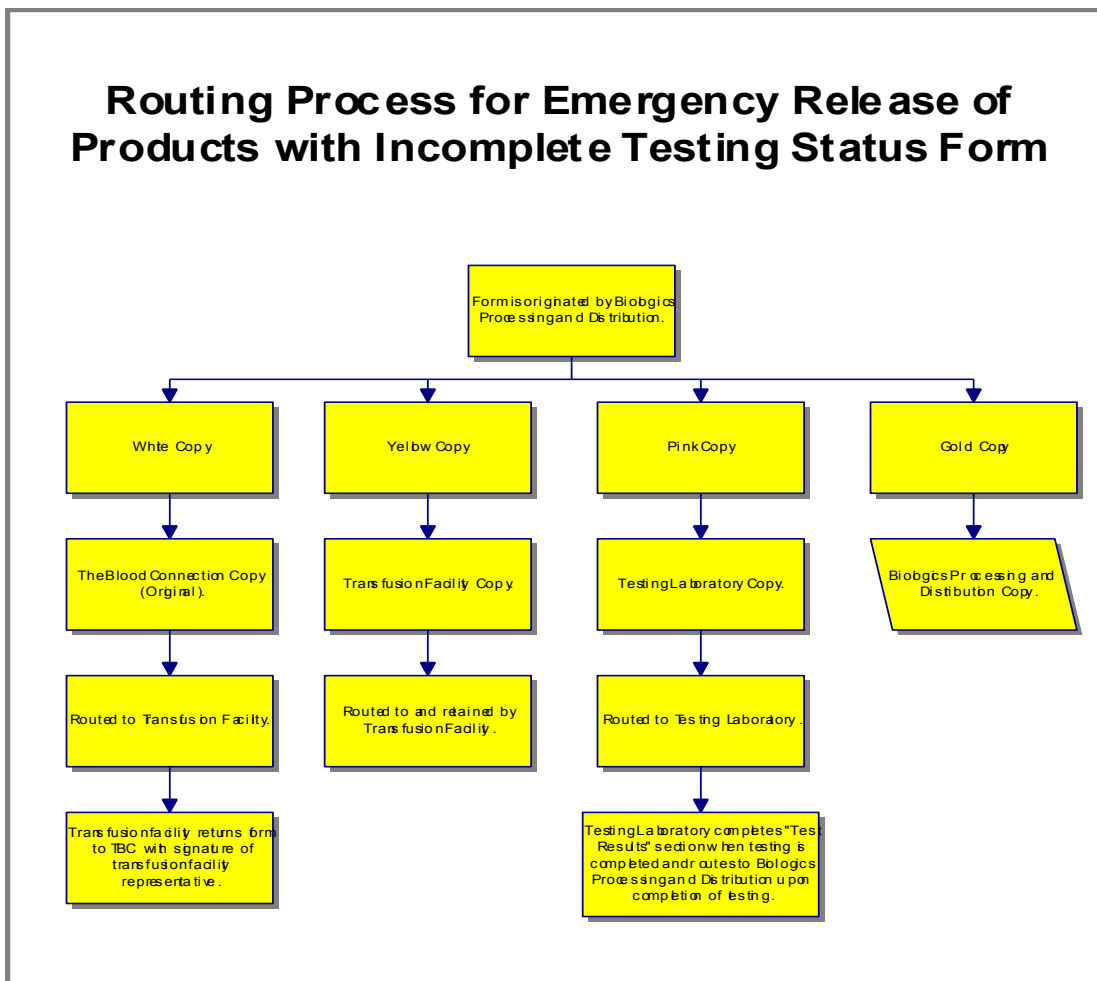 Routing Process for Emergency Release of
Products with Incomplete Testing Status Form
Form is originated by Biologics
Processing and Distribution.
White Copy
Yellow Copy
Pink Copy
Gold Copy
The Blood Connection Copy
(Original).
Transfusion Facility Copy.
Testing Laboratory Copy.
Biologics Processing and
Distribution Copy.
Routed to Transfusion Facility.
Routed to and retained by
Transfusion Facility.
Routed to Testing Laboratory.
Transfusion facility returns form
to TBC with signature of
transfusion facility
representative.
Testing Laboratory completes "Test
Results" section when testing is
completed and routes to Biologics
Processing and Distribution upon
completion of testing.